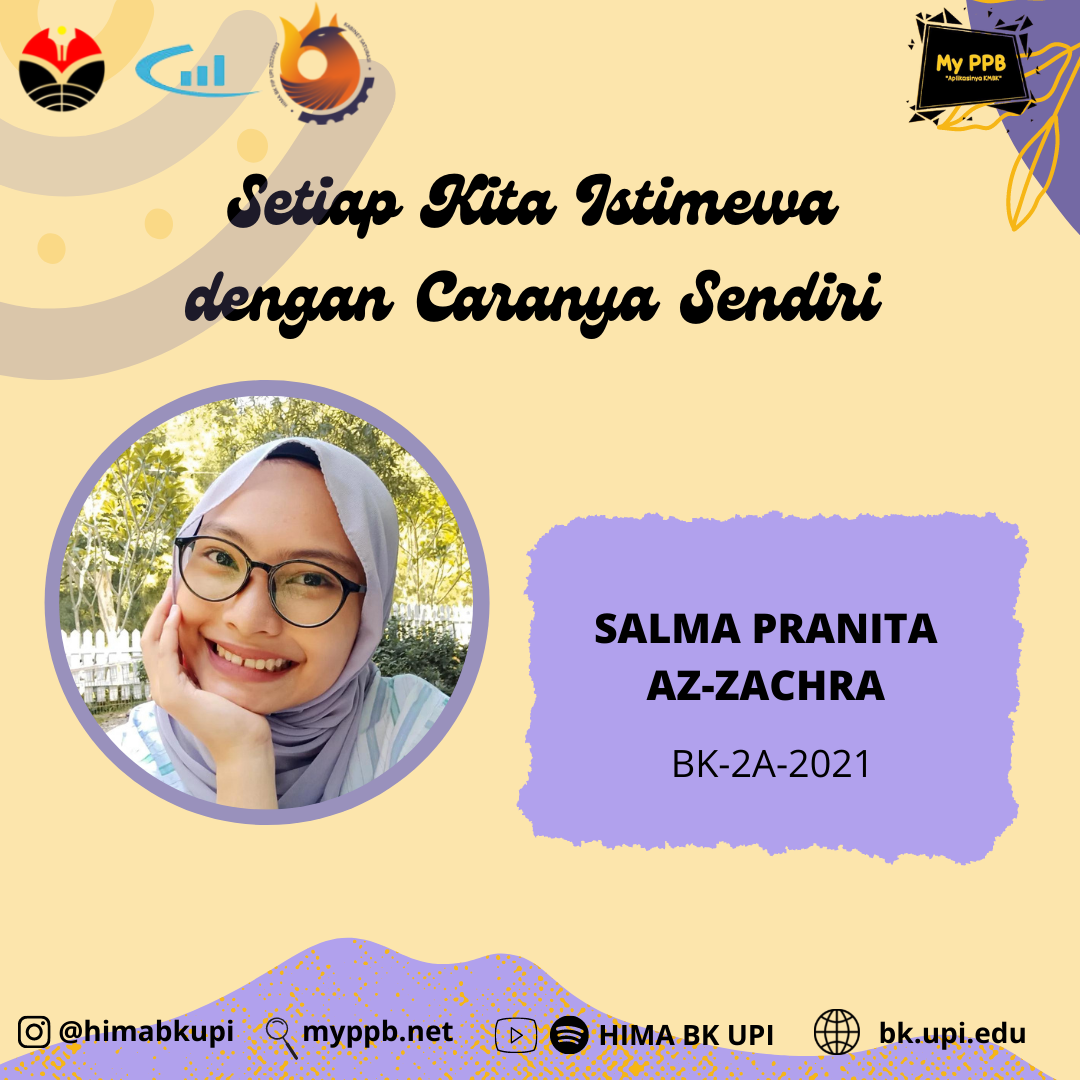 My PPB
"Aplikasinya KMBK"
Setiap Kita Istimewa
dengan Caranya Sendiri
SALMA PRANITA
AZ-ZACHRA
BK-2A-2021
@himabkupi
myppb.net
HIMA BK UPI
bk.upi.edu